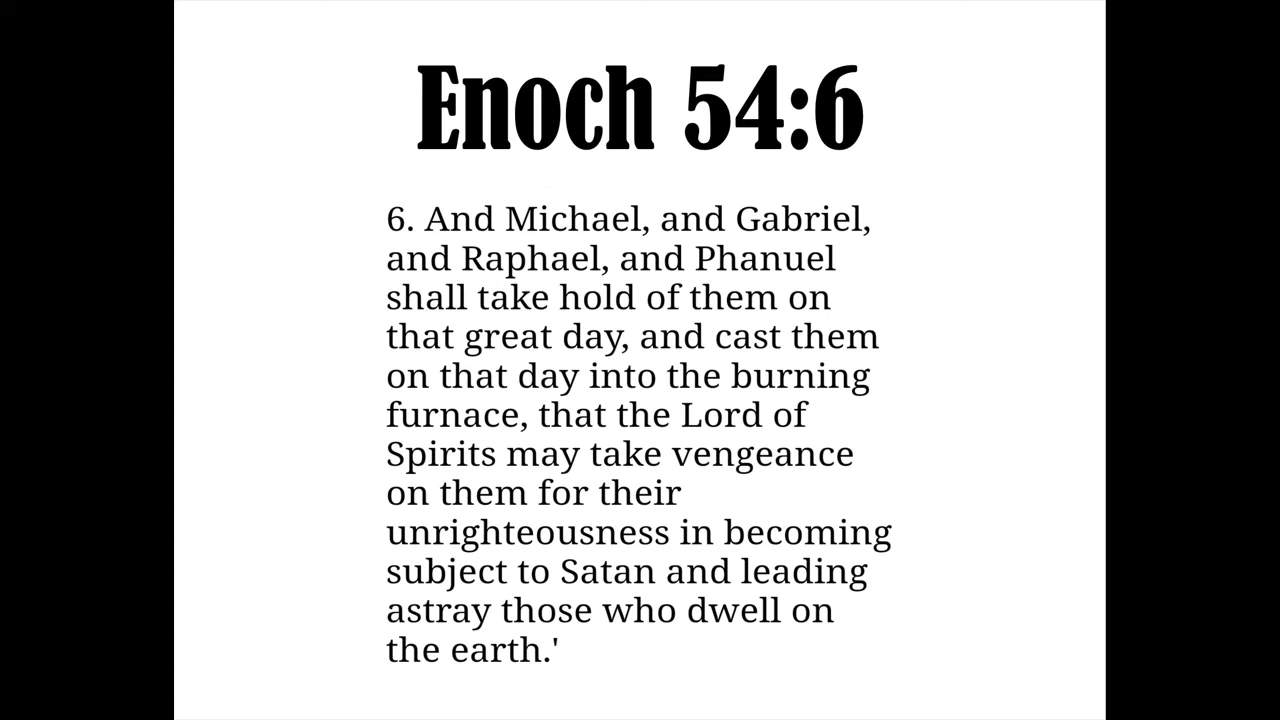 Enoch 54:6
6. And Michael, and Gabriel,
and Raphael, and Phanuel
shall take hold of them on
that great day, and cast them
on that day into the burning
furnace, that the Lord of
Spirits may take vengeance
on them for their
unrighteousness in becoming
subject to Satan and leading
astray those who dwell on
the earth.'